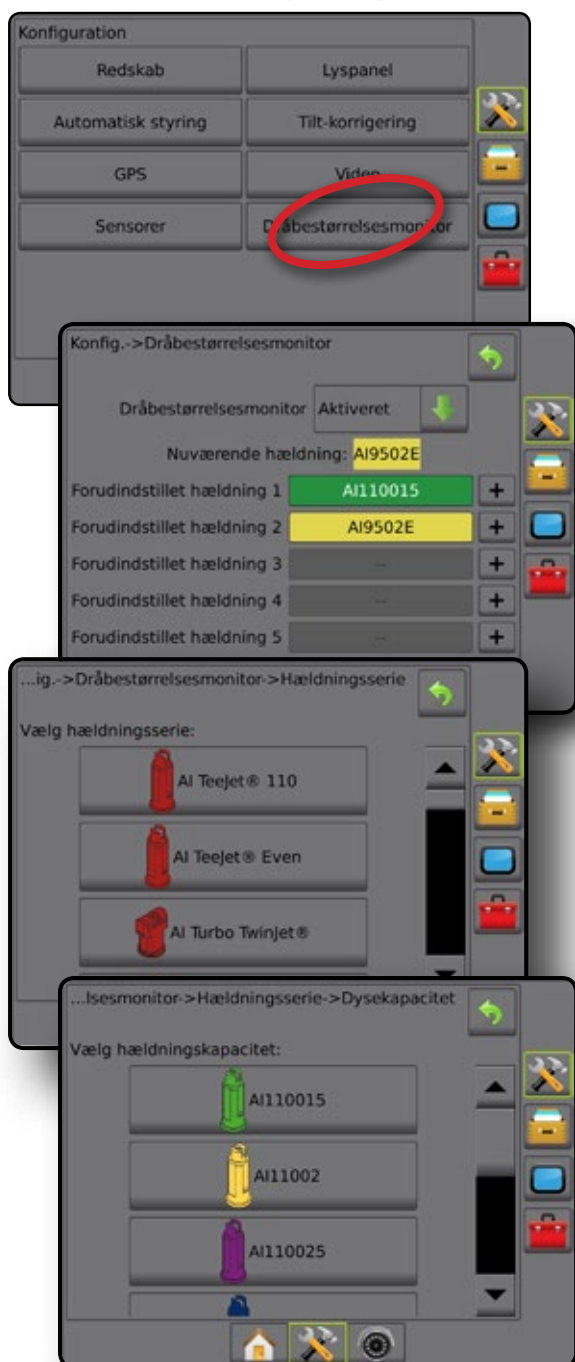 Konfiguration
Redskab Lyspanel
Automatisk styring Tilt-korrigering
GPS Video
Sensorer Dråbestørrelsesmonitor
Konfig.->Dråbestørrelsesmonitor
Dråbestørrelsesmonitor Aktiveret
Nuværende hældning: AI9502E
Forudindstillet hældning 1 AI110015 +
Forudindstillet hældning 2 AI9502E +
Forudindstillet hældning 3 -- +
Forudindstillet hældning 4 -- +
Forudindstillet hældning 5 -- +
...ig.->Dråbestørrelsesmonitor->Hældningsserie
Vælg hældningsserie:
AI TeeJet® 110
AI TeeJet® Even
AI Turbo TwinJet®
...lsesmonitor->Hældningsserie->Dysekapacitet
Vælg hældningskapacitet:
AI110015
AI11002
AI110025